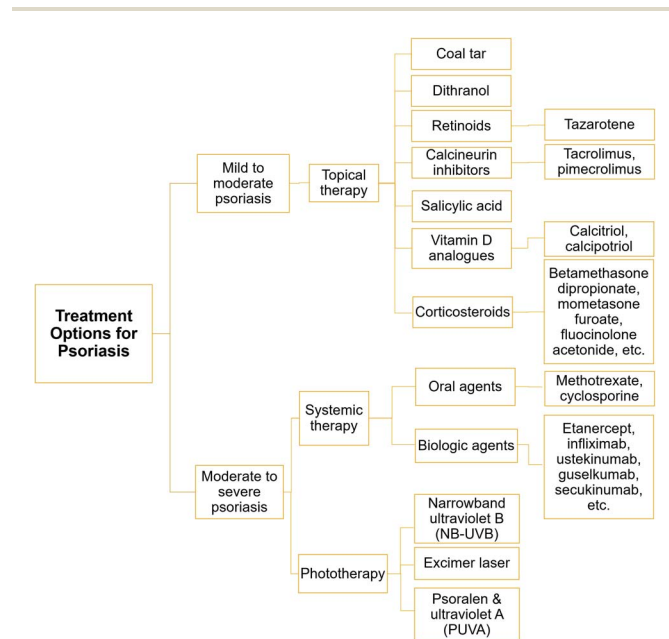 Coal tar
Dithranol
Retinoids
Tazarotene
Mild to
moderate
psoriasis
Topical
therapy
Calcineurin
inhibitors
Tacrolimus,
pimecrolimus
Salicylic acid
Vitamin D
analogues
Calcitriol,
calcipotriol
Corticosteroids
Betamethasone
dipropionate,
mometasone
furoate,
fluocinolone
acetonide, etc.
Treatment
Options for
Psoriasis
Systemic
therapy
Oral agents
Methotrexate,
cyclosporine
Biologic agents
Etanercept,
infliximab,
ustekinumab,
guselkumab,
secukinumab,
etc.
Moderate to
severe
psoriasis
Phototherapy
Narrowband
ultraviolet B
(NB-UVB)
Excimer laser
Psoralen &
ultraviolet A
(PUVA)